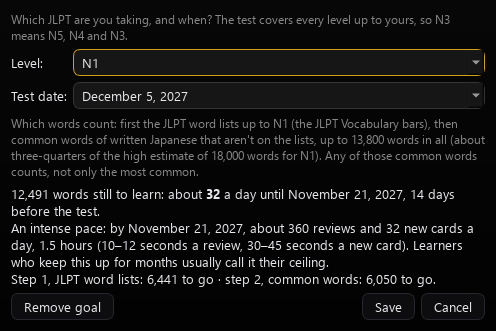 Which JLPT are you taking, and when? The test covers every level up to yours, so N3
means N5, N4 and N3.
Level: N1
Test date: December 5, 2027
Which words count: first the JLPT word lists up to N1 (the JLPT Vocabulary bars), then
common words of written Japanese that aren't on the lists, up to 13,800 words in all (about
three-quarters of the high estimate of 18,000 words for N1). Any of those common words
counts, not only the most common.
12,491 words still to learn: about 32 a day until November 21, 2027, 14 days
before the test.
An intense pace: by November 21, 2027, about 360 reviews and 32 new cards a
day, 1.5 hours (10–12 seconds a review, 30–45 seconds a new card). Learners
who keep this up for months usually call it their ceiling.
Step 1, JLPT word lists: 6,441 to go · step 2, common words: 6,050 to go.
Remove goal Save Cancel